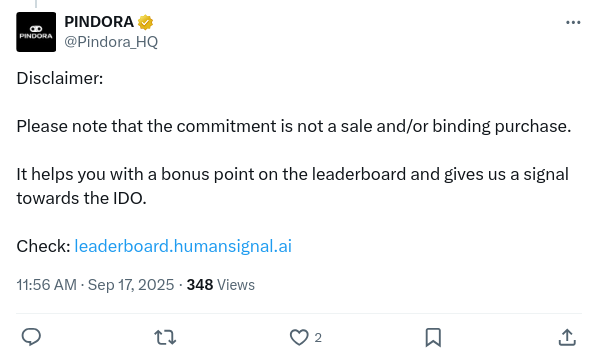 PINDORA
PINDORA
@Pindora_HQ
Disclaimer:
Please note that the commitment is not a sale and/or binding purchase.
It helps you with a bonus point on the leaderboard and gives us a signal
towards the IDO.
Check: leaderboard.humansignal.ai
11:56 AM · Sep 17, 2025 · 348 Views
2